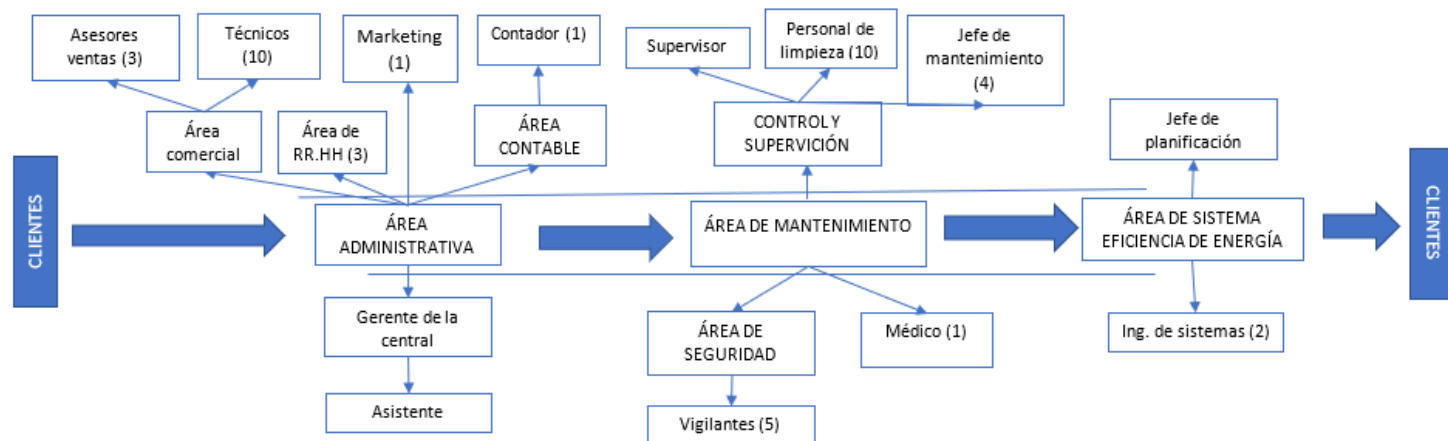 Asesores
ventas (3)
Técnicos
(10)
Marketing
(1)
Contador (1)
Supervisor
Personal de
limpieza (10)
Jefe de
mantenimiento
(4)
Área
comercial
Área de
RR.HH (3)
ÁREA
CONTABLE
CONTROL Y
SUPERVICIÓN
Jefe de
planificación
CLIENTES
ÁREA
ADMINISTRATIVA
ÁREA DE MANTENIMIENTO
ÁREA DE SISTEMA
EFICIENCIA DE ENERGÍA
CLIENTES
Gerente de la
central
ÁREA DE
SEGURIDAD
Médico (1)
Ing. de sistemas (2)
Asistente
Vigilantes (5)